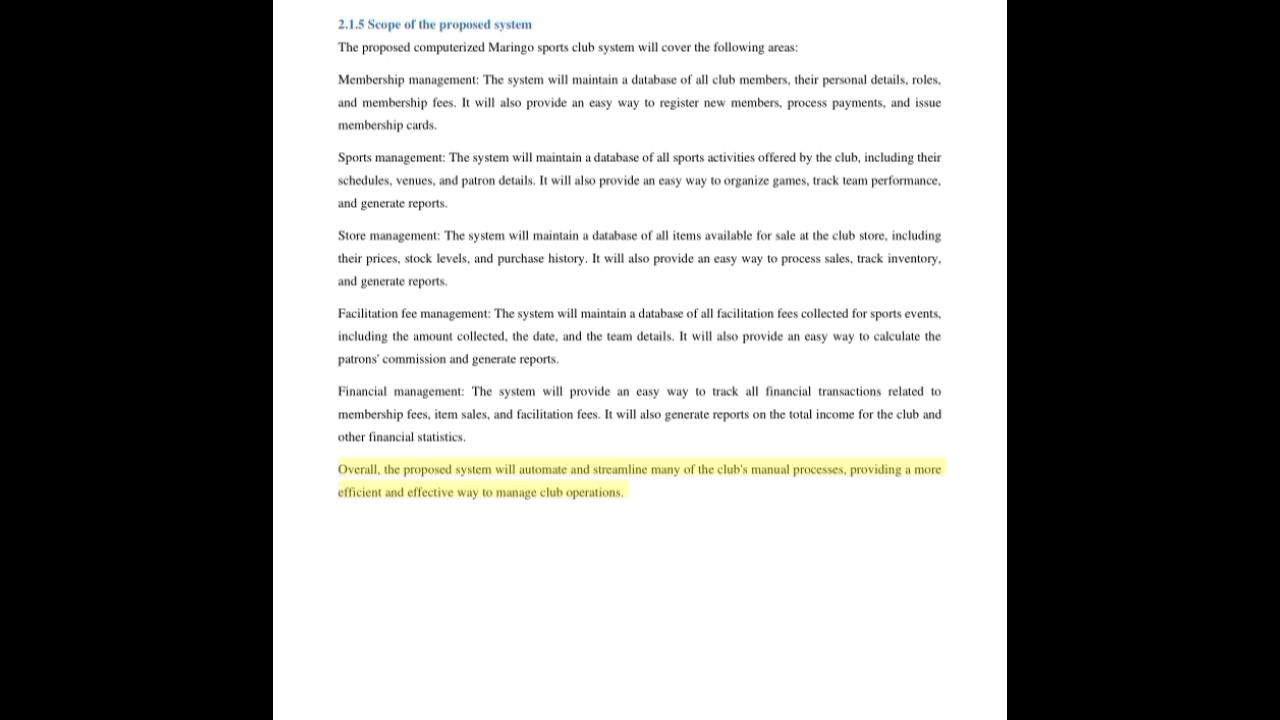 2.1.5 Scope of the proposed system
The proposed computerized Maringo sports club system will cover the following areas:
Membership management: The system will maintain a database of all club members, their personal details, roles,
and membership fees. It will also provide an easy way to register new members, process payments, and issue
membership cards.
Sports management: The system will maintain a database of all sports activities offered by the club, including their
schedules, venues, and patron details. It will also provide an easy way to organize games, track team performance,
and generate reports.
Store management: The system will maintain a database of all items available for sale at the club store, including
their prices, stock levels, and purchase history. It will also provide an easy way to process sales, track inventory,
and generate reports.
Facilitation fee management: The system will maintain a database of all facilitation fees collected for sports events,
including the amount collected, the date, and the team details. It will also provide an easy way to calculate the
patrons' commission and generate reports.
Financial management: The system will provide an easy way to track all financial transactions related to
membership fees, item sales, and facilitation fees. It will also generate reports on the total income for the club and
other financial statistics.
Overall, the proposed system will automate and streamline many of the club's manual processes, providing a more
efficient and effective way to manage club operations.